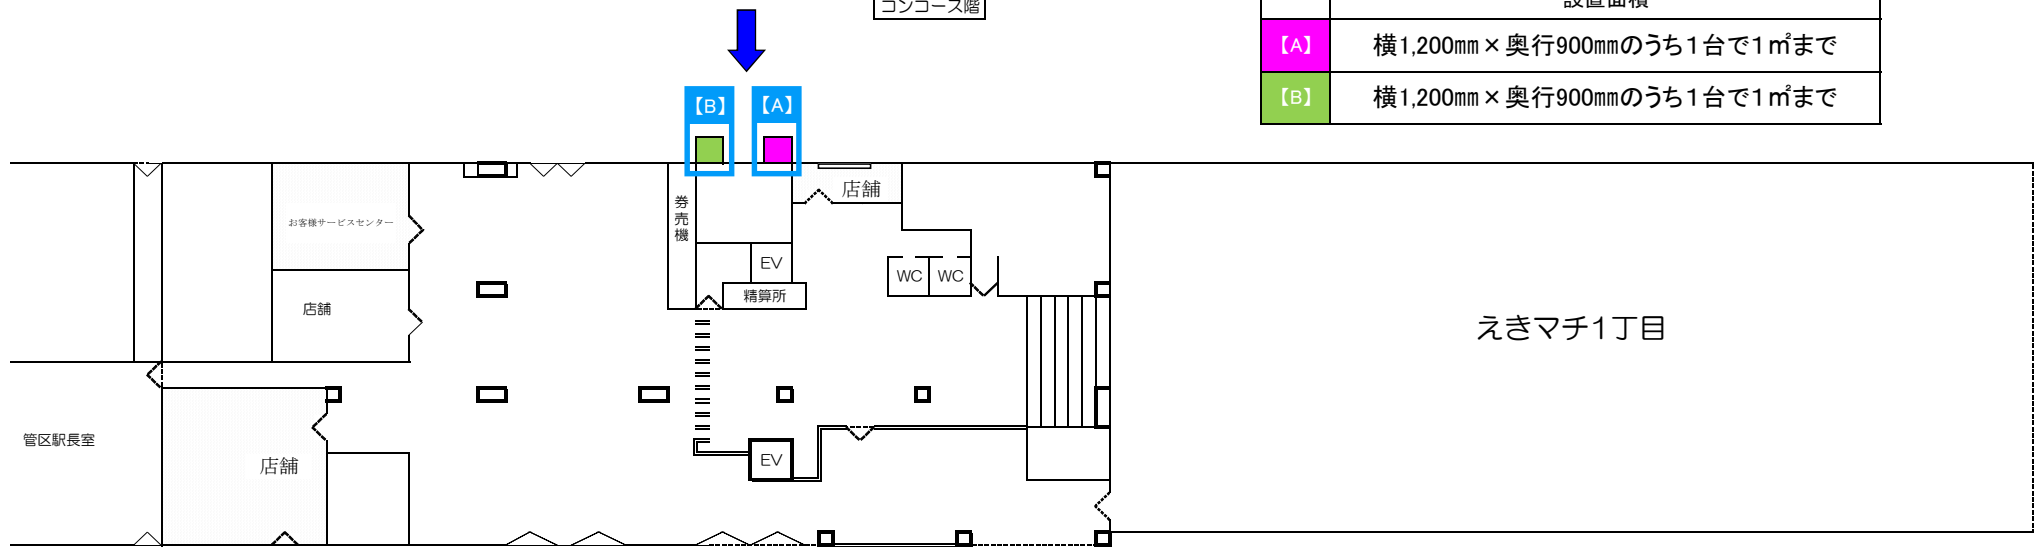 コンコース階
設置面積
【A】 横1,200㎜×奥行900㎜のうち1台で1㎡まで
【B】 横1,200㎜×奥行900㎜のうち1台で1㎡まで
【B】 【A】
店舗
券売機
お客様サービスセンター
EV
WC WC
精算所
店舗
えきマチ1丁目
管区駅長室
店舗
EV